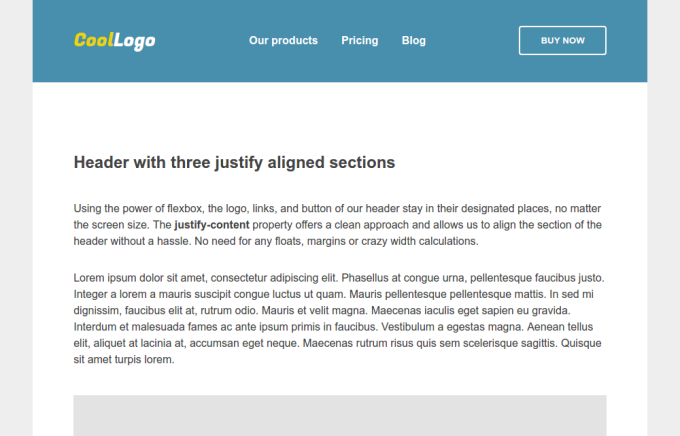 CoolLogo
Our products
Pricing
Blog
BUY NOW
Header with three justify aligned sections
Using the power of flexbox, the logo, links, and button of our header stay in their designated places, no matter
the screen size. The justify-content property offers a clean approach and allows us to align the section of the
header without a hassle. No need for any floats, margins or crazy width calculations.
Lorem ipsum dolor sit amet, consectetur adipiscing elit. Phasellus at congue urna, pellentesque faucibus justo.
Integer a lorem a mauris suscipit congue luctus ut quam. Mauris pellentesque pellentesque mattis. In sed mi
dignissim, faucibus elit at, rutrum odio. Mauris et velit magna. Maecenas iaculis eget sapien eu gravida.
Interdum et malesuada fames ac ante ipsum primis in faucibus. Vestibulum a egestas magna. Aenean tellus
elit, aliquet at lacinia at, accumsan eget neque. Maecenas rutrum risus quis sem scelerisque sagittis. Quisque
sit amet turpis lorem.